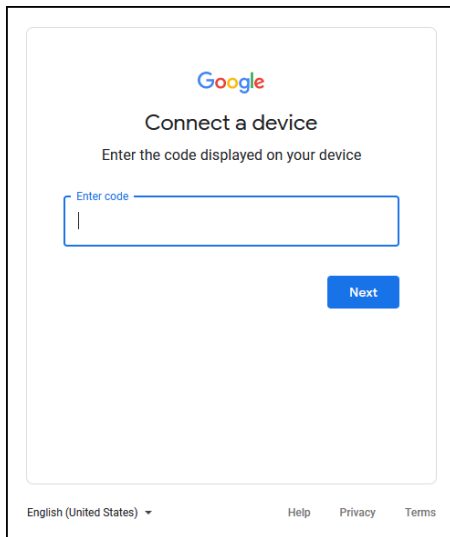 Google
Connect a device
Enter the code displayed on your device
Enter code
Next
English (United States)
Help Privacy Terms